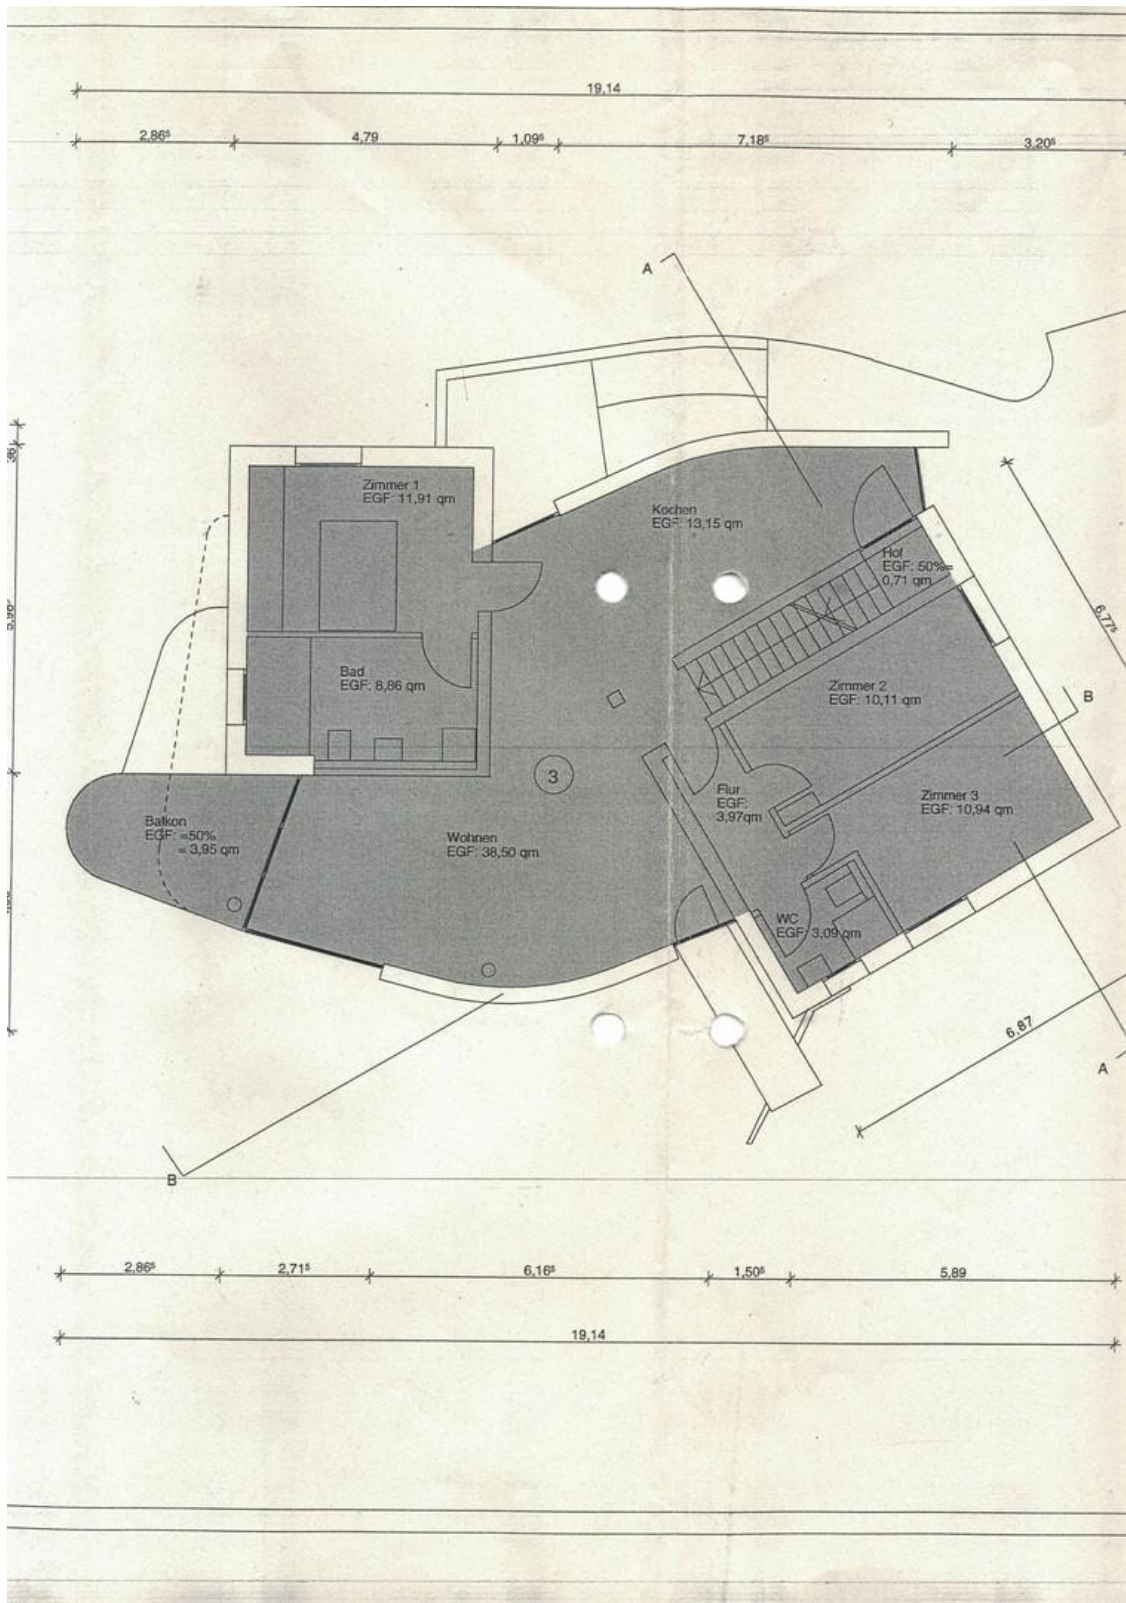 19,14
2,86⁵
4,79
1,09⁵
7,18⁵
3,20⁵
A
36
Zimmer 1
EGF: 11,91 qm
Kochen
EGF: 13,15 qm
Hof
EGF: 50%=
0,71 qm
6,77⁵
Bad
EGF: 8,86 qm
Zimmer 2
EGF: 10,11 qm
B
3
Flur
EGF:
3,97qm
Zimmer 3
EGF: 10,94 qm
Balkon
EGF: =50%
= 3,95 qm
Wohnen
EGF: 38,50 qm
WC
EGF: 3,09 qm
6,87
A
B
2,86⁵
2,71⁵
6,16⁵
1,50⁵
5,89
19,14